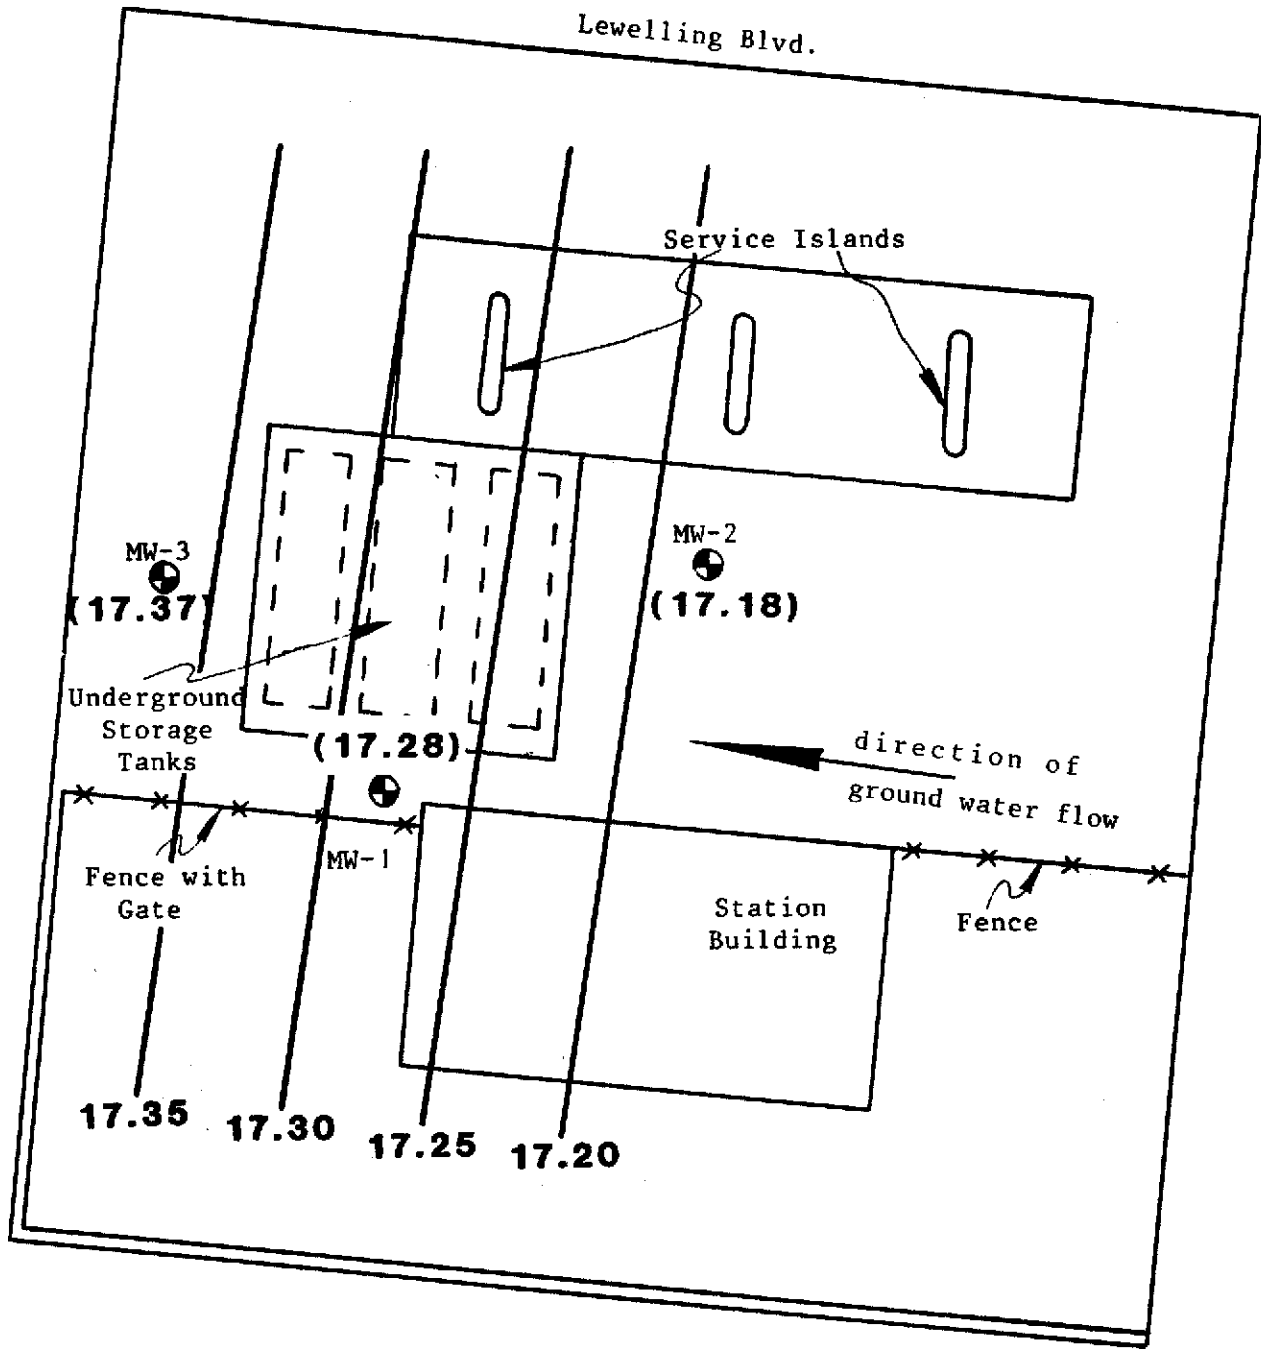 Lewelling Blvd.
Service Islands
MW-3
(17.37)
MW-2
(17.18)
Underground
Storage
Tanks
(17.28)
direction of
ground water flow
MW-1
Fence with
Gate
Station
Building
Fence
17.35
17.30
17.25
17.20